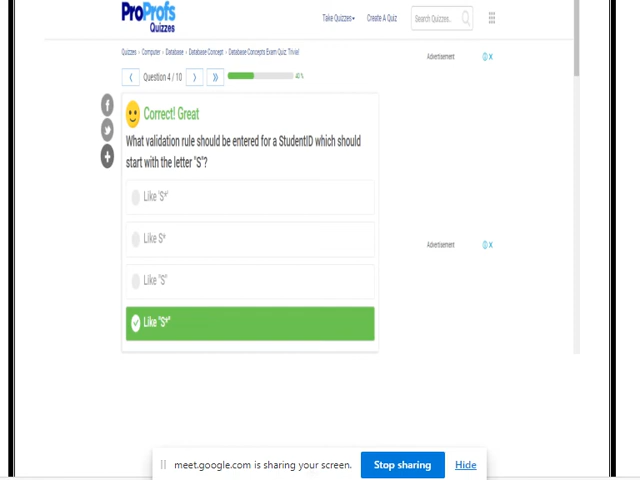 ProProfs
Quizzes
Take Quizzes
Create A Quiz
Search Quizzes..
Quizzes › Computer › Database › Database Concept › Database Concepts Exam Quiz: Trivia!
Question 4 / 10
40%
Advertisement
Correct! Great
What validation rule should be entered for a StudentID which should
start with the letter "S"?
Like 'S*'
Like S*
Advertisement
Like "S"
Like "S*"
meet.google.com is sharing your screen.
Stop sharing
Hide